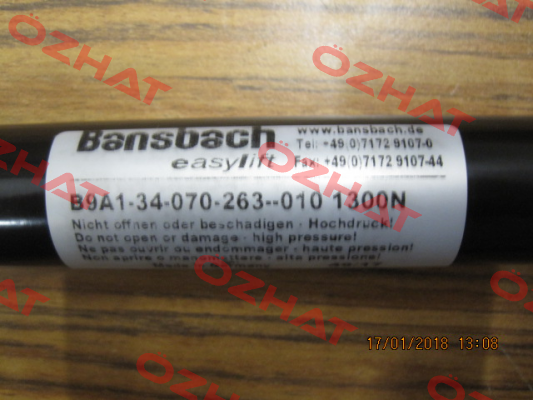 Bansbach
easylift
www.bansbach.de
Tel: +49(0)7172 9107-0
Fax: +49(0)7172 9107-44
B9A1-34-070-263--010 1300N
Nicht öffnen oder beschädigen - Hochdruck!
Do not open or damage - high pressure!
Ne pas ouvrir ou endommager - haute pression!
Non aprire o manomettere - alta pressione!
Made
17/01/2018 13:08
ÖZHAT
ÖZHAT
ÖZHAT
ÖZHAT
ÖZHAT
ÖZHAT